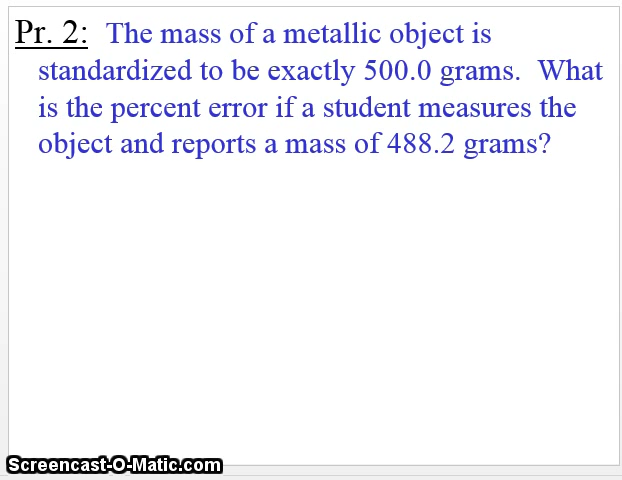 Pr. 2: The mass of a metallic object is
standardized to be exactly 500.0 grams. What
is the percent error if a student measures the
object and reports a mass of 488.2 grams?
Screencast-O-Matic.com